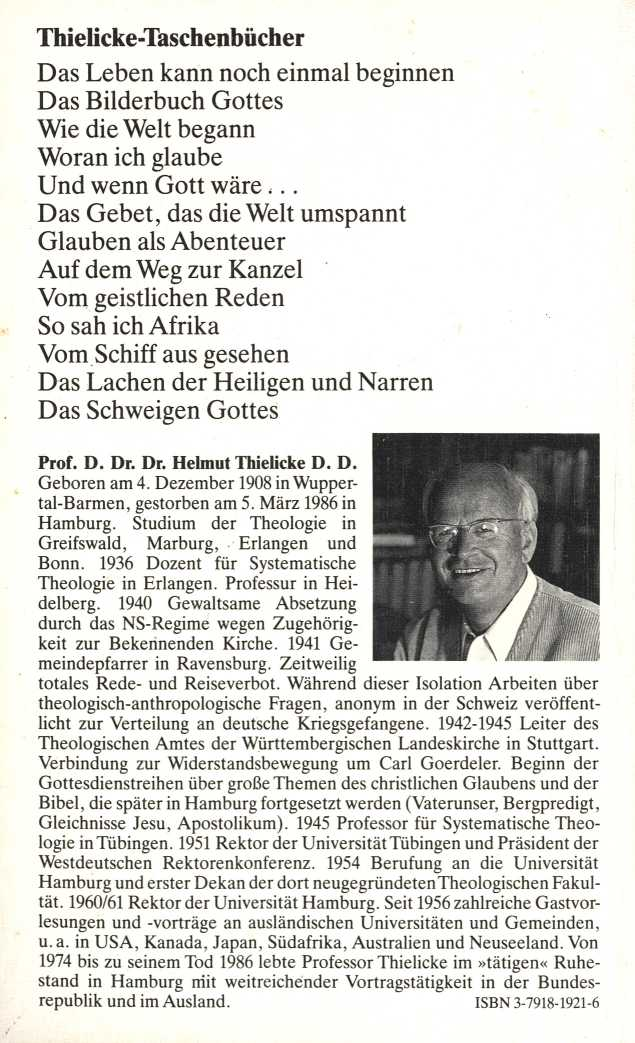 Thielicke-Taschenbücher
Das Leben kann noch einmal beginnen
Das Bilderbuch Gottes
Wie die Welt begann
Woran ich glaube
Und wenn Gott wäre . . .
Das Gebet, das die Welt umspannt
Glauben als Abenteuer
Auf dem Weg zur Kanzel
Vom geistlichen Reden
So sah ich Afrika
Vom Schiff aus gesehen
Das Lachen der Heiligen und Narren
Das Schweigen Gottes
Prof. D. Dr. Dr. Helmut Thielicke D. D.
Geboren am 4. Dezember 1908 in Wupper-
tal-Barmen, gestorben am 5. März 1986 in
Hamburg. Studium der Theologie in
Greifswald, Marburg, Erlangen und
Bonn. 1936 Dozent für Systematische
Theologie in Erlangen. Professur in Hei-
delberg. 1940 Gewaltsame Absetzung
durch das NS-Regime wegen Zugehörig-
keit zur Bekennenden Kirche. 1941 Ge-
meindepfarrer in Ravensburg. Zeitweilig
totales Rede- und Reiseverbot. Während dieser Isolation Arbeiten über
theologisch-anthropologische Fragen, anonym in der Schweiz veröffent-
licht zur Verteilung an deutsche Kriegsgefangene. 1942-1945 Leiter des
Theologischen Amtes der Württembergischen Landeskirche in Stuttgart.
Verbindung zur Widerstandsbewegung um Carl Goerdeler. Beginn der
Gottesdienstreihen über große Themen des christlichen Glaubens und der
Bibel, die später in Hamburg fortgesetzt werden (Vaterunser, Bergpredigt,
Gleichnisse Jesu, Apostolikum). 1945 Professor für Systematische Theo-
logie in Tübingen. 1951 Rektor der Universität Tübingen und Präsident der
Westdeutschen Rektorenkonferenz. 1954 Berufung an die Universität
Hamburg und erster Dekan der dort neugegründeten Theologischen Fakul-
tät. 1960/61 Rektor der Universität Hamburg. Seit 1956 zahlreiche Gastvor-
lesungen und -vorträge an ausländischen Universitäten und Gemeinden,
u. a. in USA, Kanada, Japan, Südafrika, Australien und Neuseeland. Von
1974 bis zu seinem Tod 1986 lebte Professor Thielicke im »tätigen« Ruhe-
stand in Hamburg mit weitreichender Vortragstätigkeit in der Bundes-
republik und im Ausland. ISBN 3-7918-1921-6